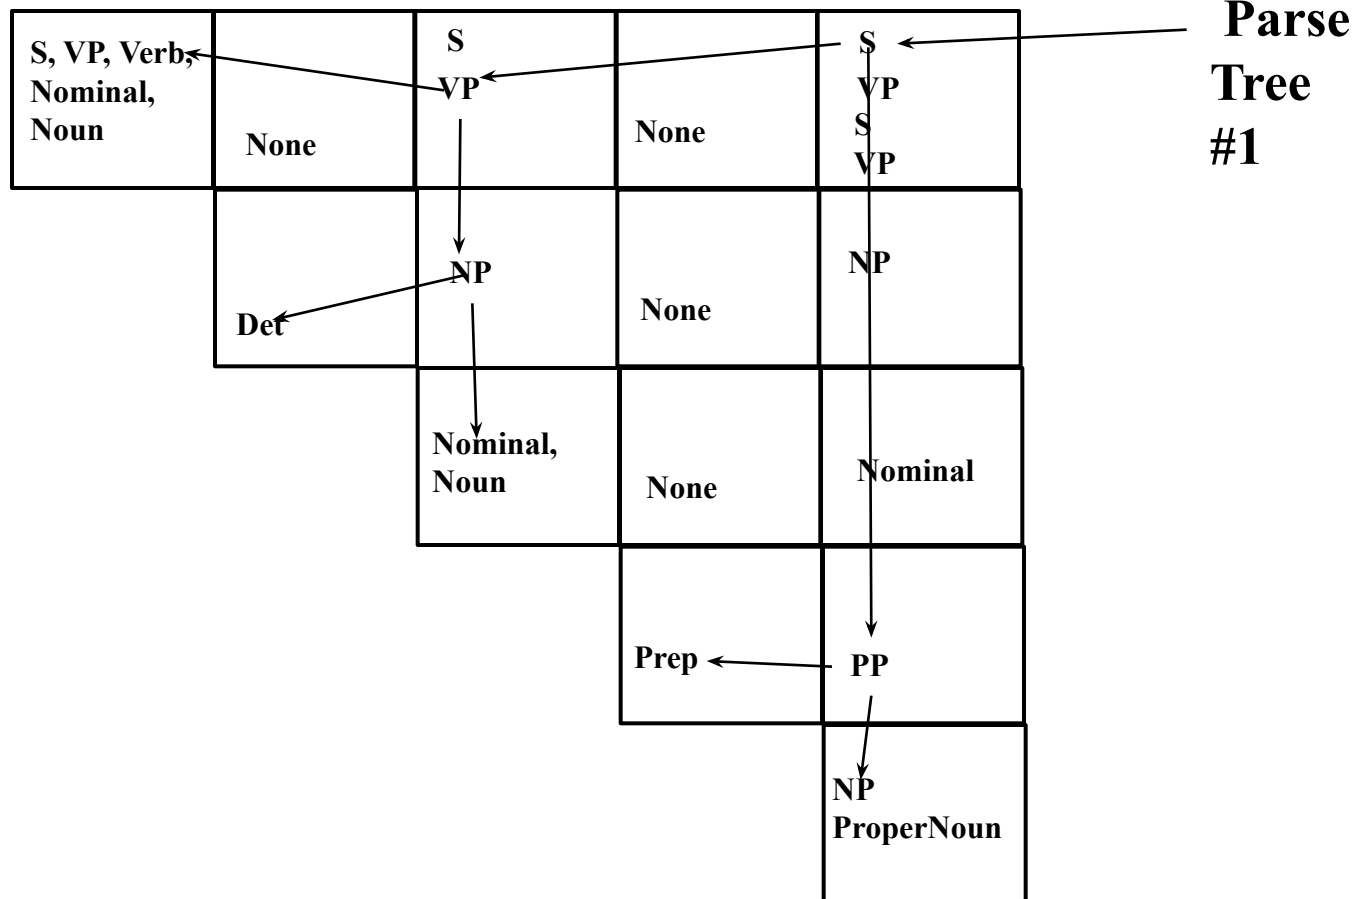 S, VP, Verb,
Nominal,
Noun
None
S
VP
None
S
VP
S
VP
Parse
Tree
#1
Det
NP
None
NP
Nominal,
Noun
None
Nominal
Prep
PP
NP
ProperNoun